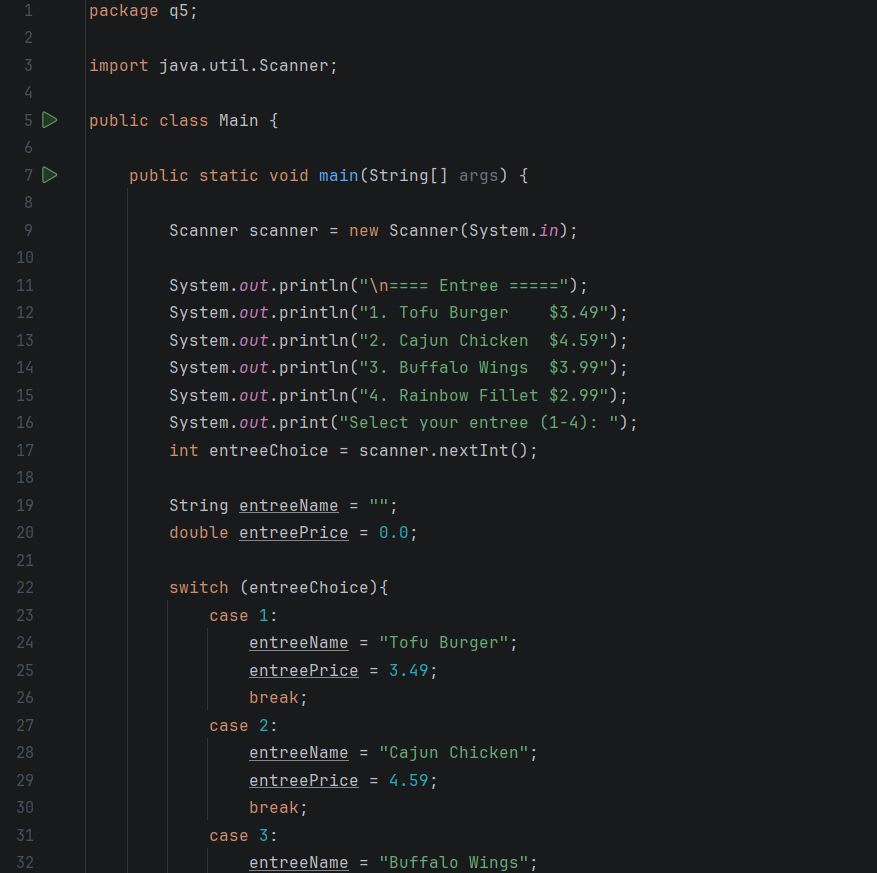 1 package q5;
2
3 import java.util.Scanner;
4
5 public class Main {
6
7 public static void main(String[] args) {
8
9 Scanner scanner = new Scanner(System.in);
10
11 System.out.println("\n==== Entree =====");
12 System.out.println("1. Tofu Burger    $3.49");
13 System.out.println("2. Cajun Chicken  $4.59");
14 System.out.println("3. Buffalo Wings  $3.99");
15 System.out.println("4. Rainbow Fillet $2.99");
16 System.out.print("Select your entree (1-4): ");
17 int entreeChoice = scanner.nextInt();
18
19 String entreeName = "";
20 double entreePrice = 0.0;
21
22 switch (entreeChoice){
23 case 1:
24 entreeName = "Tofu Burger";
25 entreePrice = 3.49;
26 break;
27 case 2:
28 entreeName = "Cajun Chicken";
29 entreePrice = 4.59;
30 break;
31 case 3:
32 entreeName = "Buffalo Wings";